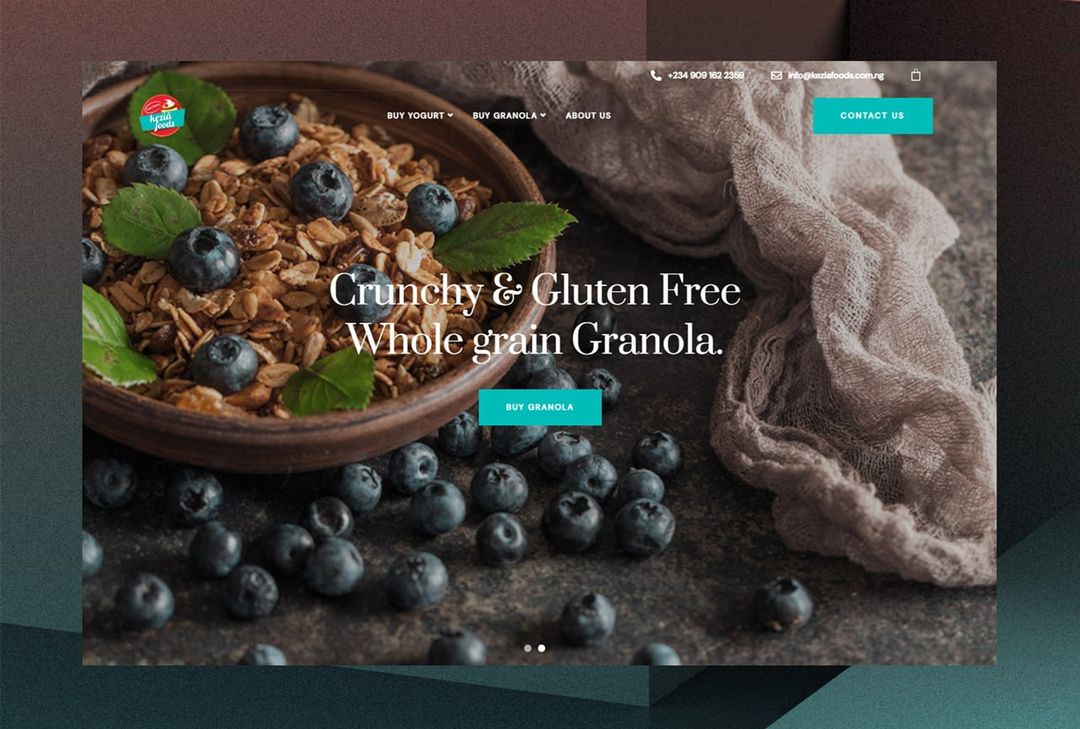 +234 909 162 2359
info@keziafoods.com.ng
kezia
foods
BUY YOGURT
BUY GRANOLA
ABOUT US
CONTACT US
Crunchy & Gluten Free
Whole grain Granola.
BUY GRANOLA